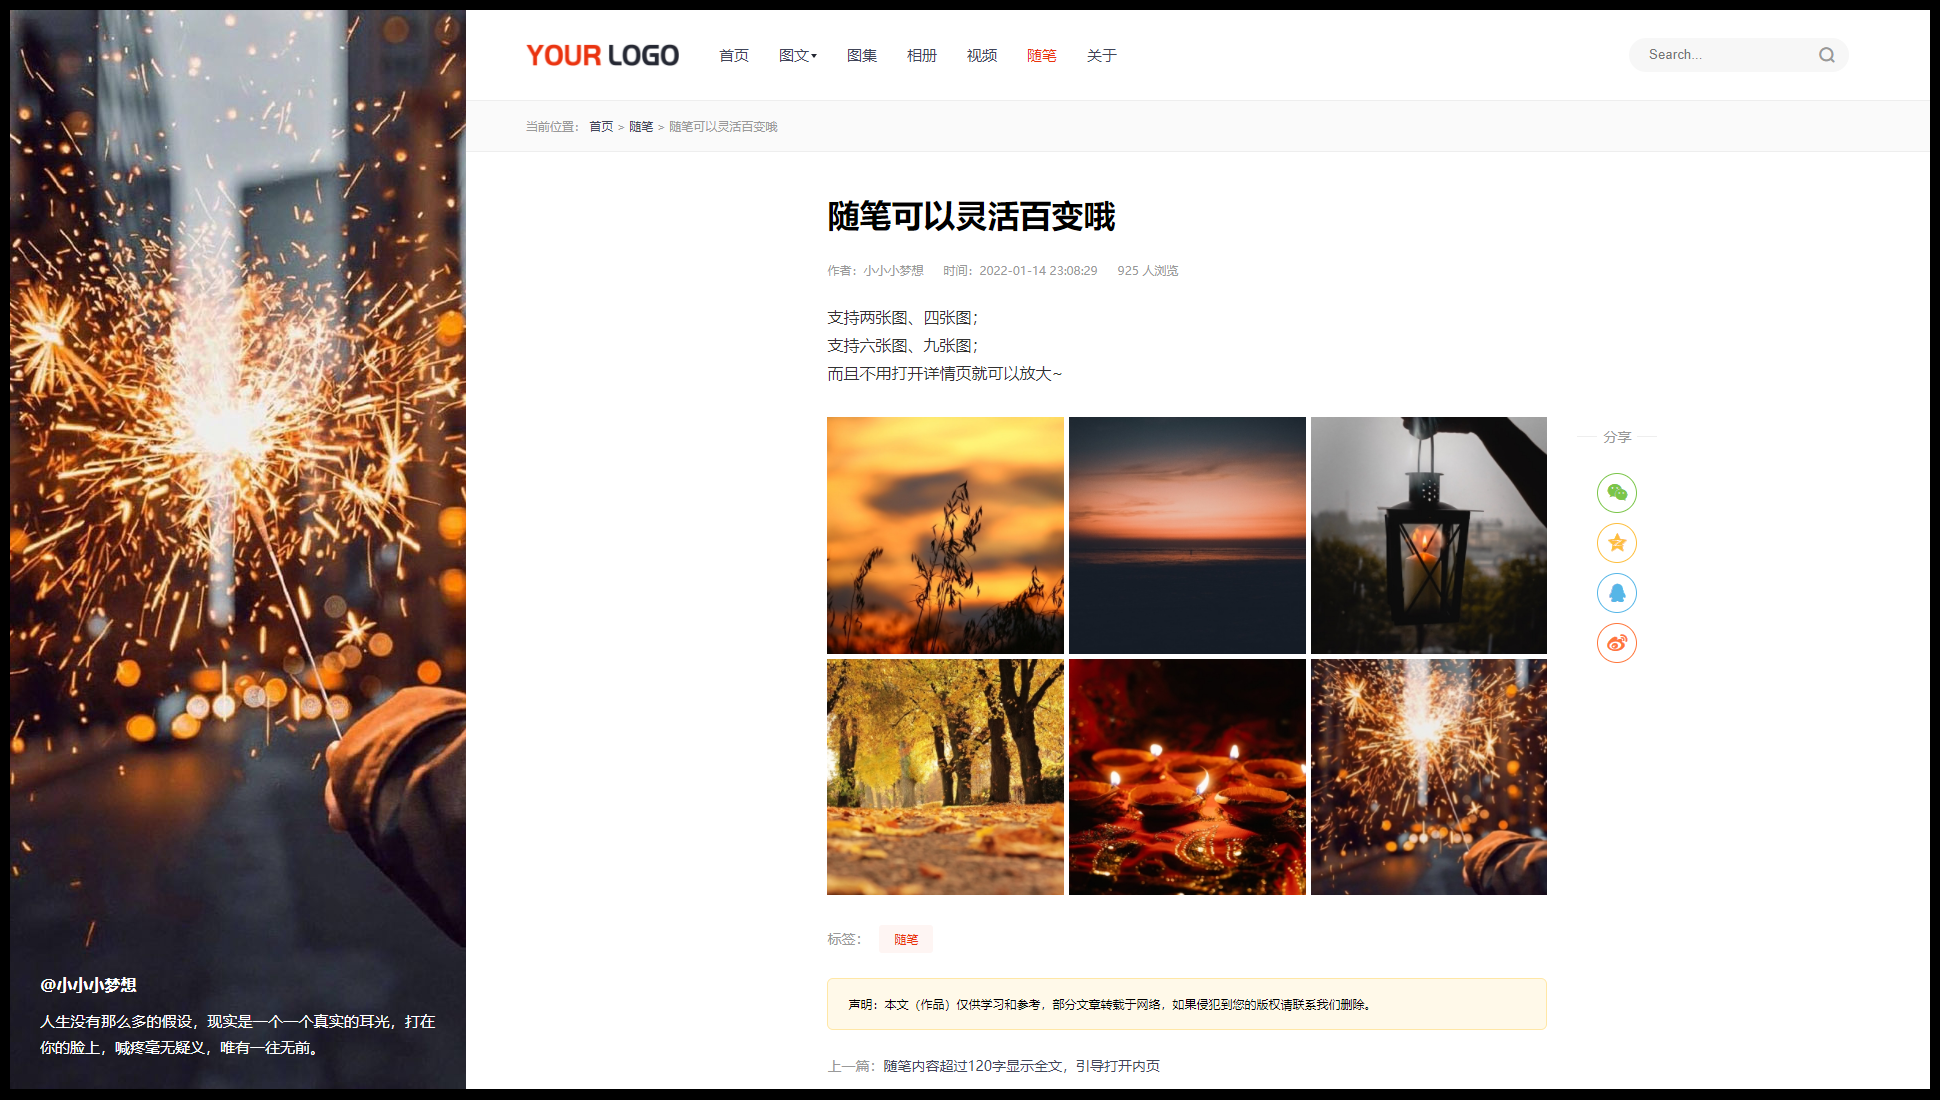 YOUR LOGO
首页 图文 图集 相册 视频 随笔 关于
Search...
当前位置： 首页 > 随笔 > 随笔可以灵活百变哦
随笔可以灵活百变哦
作者：小小小梦想 时间：2022-01-14 23:08:29 925 人浏览
支持两张图、四张图；
支持六张图、九张图；
而且不用打开详情页就可以放大~
分享
标签： 随笔
声明：本文（作品）仅供学习和参考，部分文章转载于网络，如果侵犯到您的版权请联系我们删除。
上一篇：随笔内容超过120字显示全文，引导打开内页
@小小小梦想
人生没有那么多的假设，现实是一个一个真实的耳光，打在
你的脸上，喊疼毫无疑义，唯有一往无前。